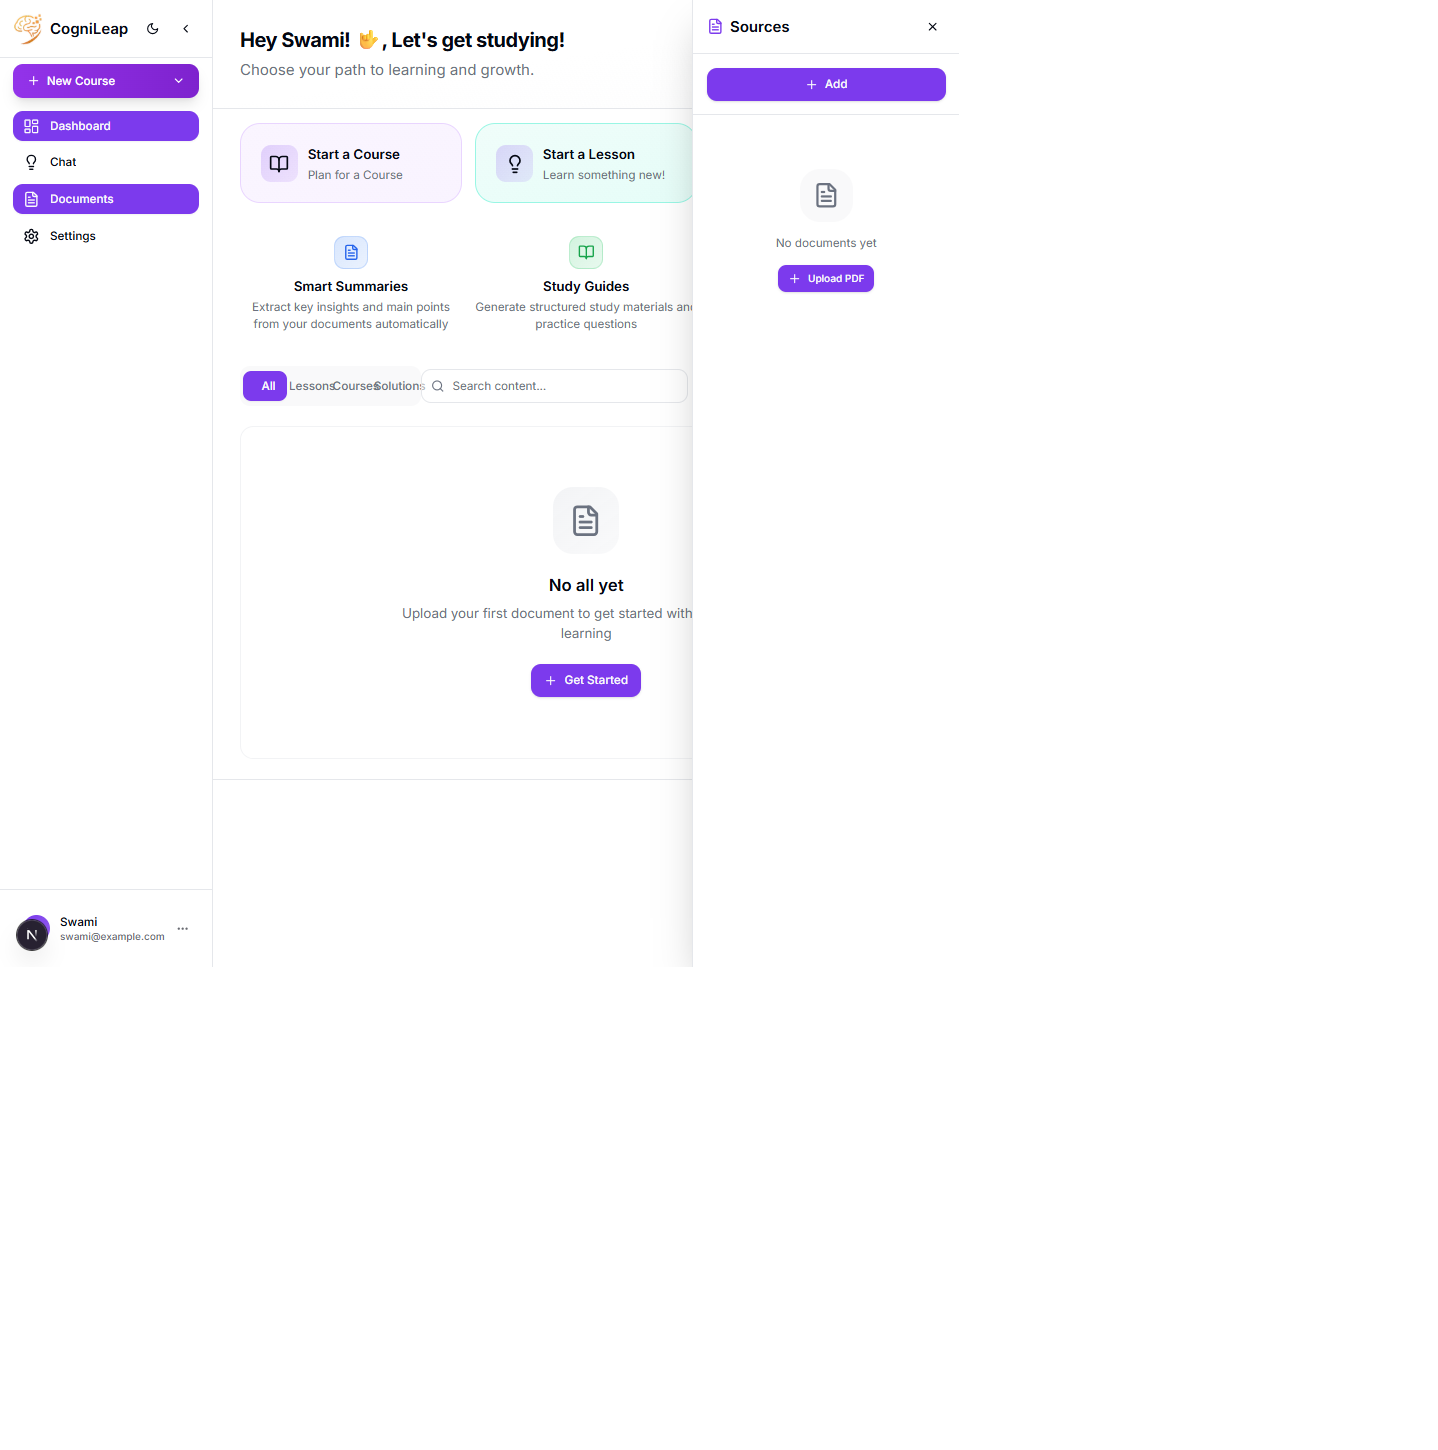 CogniLeap
New Course
Dashboard
Chat
Documents
Settings
Swami
swami@example.com
N
Hey Swami! 🤟, Let's get studying!
Choose your path to learning and growth.
Start a Course
Plan for a Course
Start a Lesson
Learn something new!
Smart Summaries
Extract key insights and main points
from your documents automatically
Study Guides
Generate structured study materials and
practice questions
All
Lessons
Courses
Solutions
Search content...
No all yet
Upload your first document to get started with
learning
Get Started
Sources
Add
No documents yet
Upload PDF